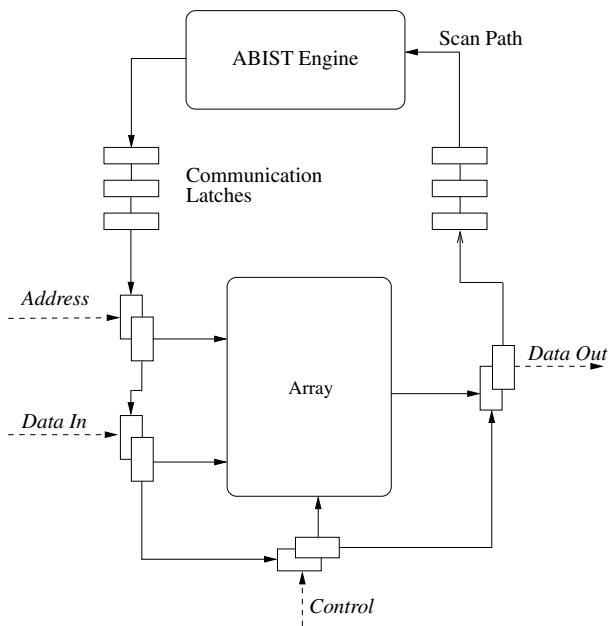 ABIST Engine
Scan Path
Communication
Latches
Address
Data In
Array
Data Out
Control